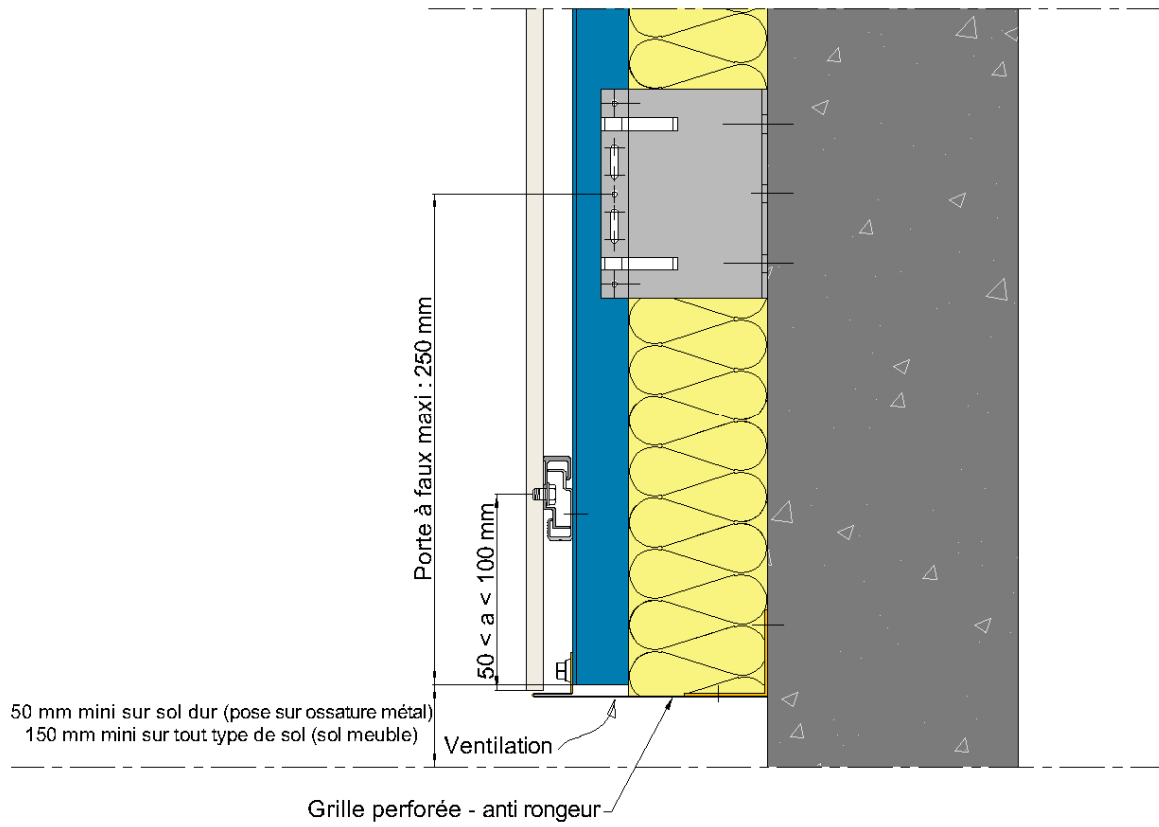 Porte à faux maxi : 250 mm
50 < a < 100 mm
50 mm mini sur sol dur (pose sur ossature métal)
150 mm mini sur tout type de sol (sol meuble)
Ventilation
Grille perforée - anti rongeur